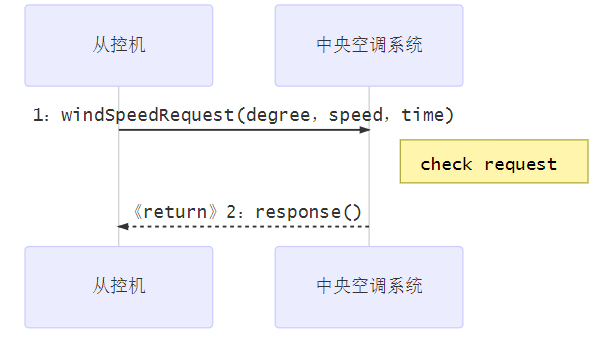 从控机
中央空调系统
1：windSpeedRequest(degree，speed，time)
check request
《return》2：response()
从控机
中央空调系统